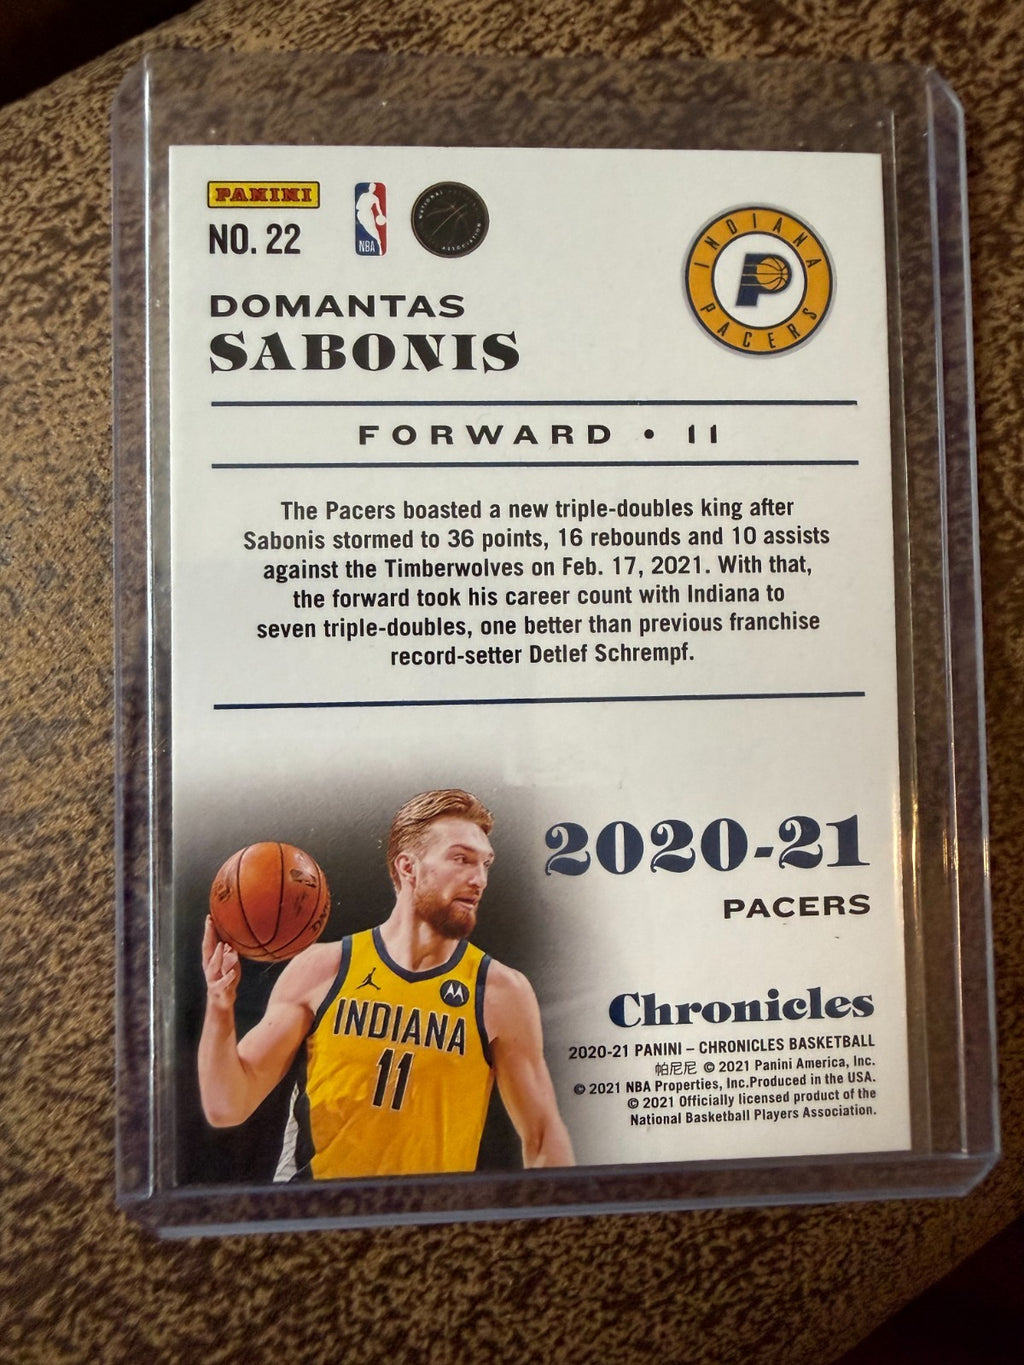 PANINI
NO. 22
NBA
NATIONAL
ASSOCIATION
INDIANA
PACERS
DOMANTAS
SABONIS
FORWARD • 11
The Pacers boasted a new triple-doubles king after
Sabonis stormed to 36 points, 16 rebounds and 10 assists
against the Timberwolves on Feb. 17, 2021. With that,
the forward took his career count with Indiana to
seven triple-doubles, one better than previous franchise
record-setter Detlef Schrempf.
2020-21
PACERS
INDIANA
11
Chronicles
2020-21 PANINI – CHRONICLES BASKETBALL
帕尼尼 © 2021 Panini America, Inc.
© 2021 NBA Properties, Inc.Produced in the USA.
© 2021 Officially licensed product of the
National Basketball Players Association.